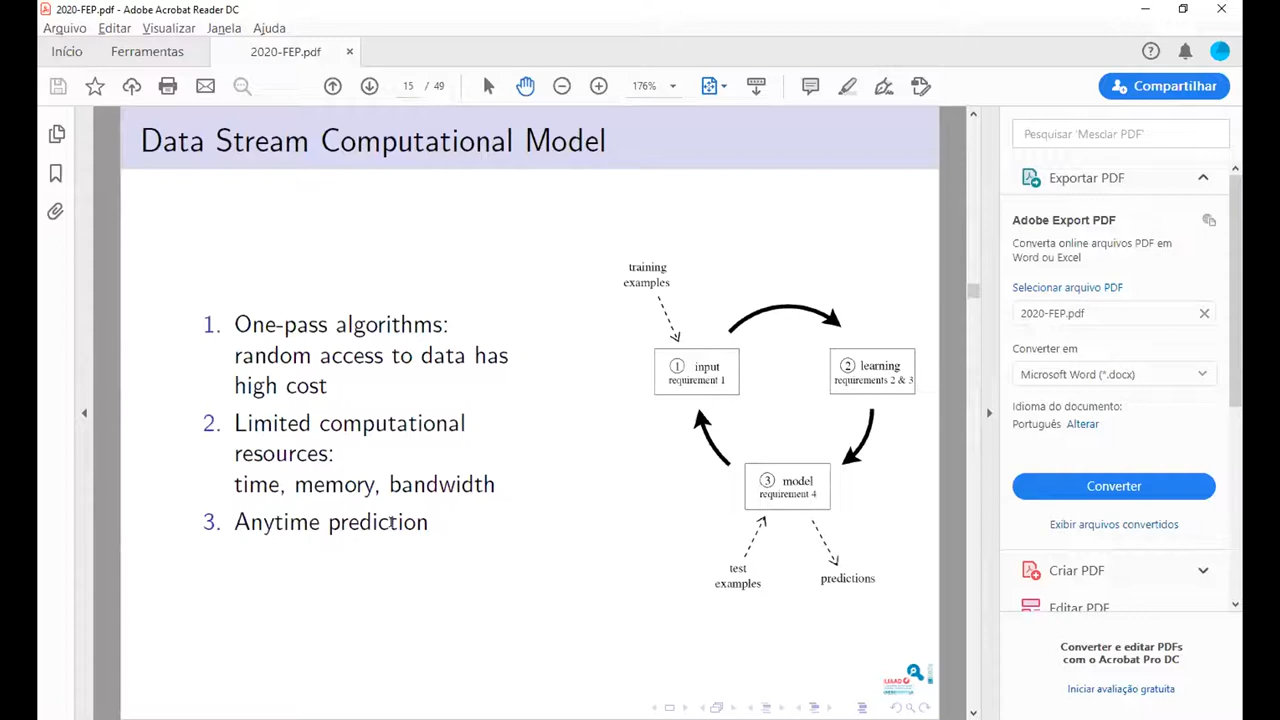 2020-FEP.pdf - Adobe Acrobat Reader DC
Arquivo Editar Visualizar Janela Ajuda
Início Ferramentas 2020-FEP.pdf
15 / 49 176% Compartilhar
Data Stream Computational Model
1. One-pass algorithms:
random access to data has
high cost
2. Limited computational
resources:
time, memory, bandwidth
3. Anytime prediction
training
examples
1 input
requirement 1
2 learning
requirements 2 & 3
3 model
requirement 4
test
examples
predictions
Pesquisar 'Mesclar PDF'
Exportar PDF
Adobe Export PDF
Converta online arquivos PDF em
Word ou Excel
Selecionar arquivo PDF
2020-FEP.pdf
Converter em
Microsoft Word (*.docx)
Idioma do documento:
Português Alterar
Converter
Exibir arquivos convertidos
Criar PDF
Editar PDF
Converter e editar PDFs
com o Acrobat Pro DC
Iniciar avaliação gratuita